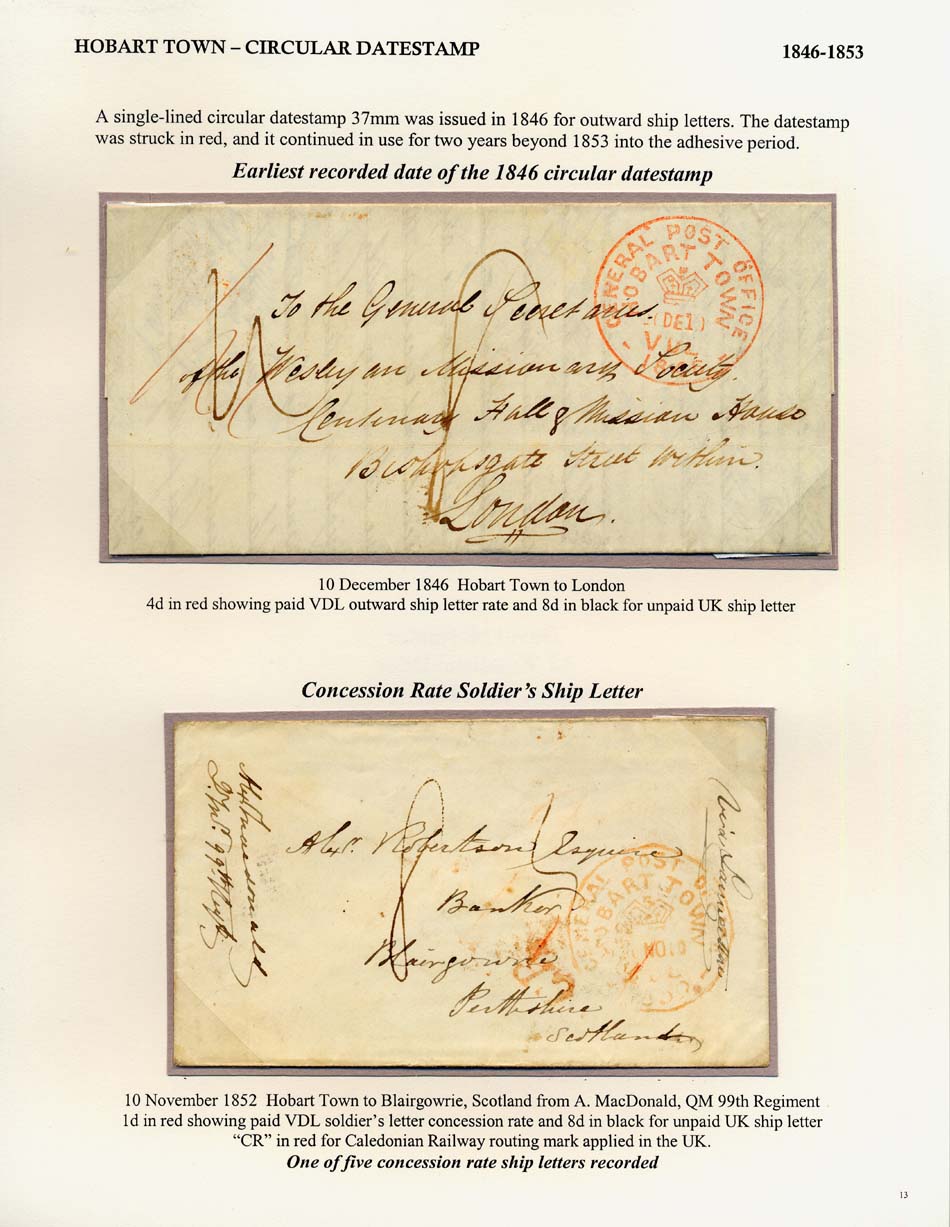 HOBART TOWN – CIRCULAR DATESTAMP
1846-1853
A single-lined circular datestamp 37mm was issued in 1846 for outward ship letters. The datestamp
was struck in red, and it continued in use for two years beyond 1853 into the adhesive period.
Earliest recorded date of the 1846 circular datestamp
GENERAL POST OFFICE
HOBART TOWN
DE10
V.D.L.
To the General Secretaries.
of the Wesleyan Missionary Society.
Centenary Hall & Mission House
Bishopsgate Street Within.
London.
8
10 December 1846 Hobart Town to London
4d in red showing paid VDL outward ship letter rate and 8d in black for unpaid UK ship letter
Concession Rate Soldier's Ship Letter
Alex Macdonald
Qr Mr. 99th Regt.
8
Via Launceston
Alexr. Robertson Esquire
Banker
Blairgowrie
Perthshire
Scotland
GENERAL POST
HOBART TOWN
NO.10
10 November 1852 Hobart Town to Blairgowrie, Scotland from A. MacDonald, QM 99th Regiment
1d in red showing paid VDL soldier's letter concession rate and 8d in black for unpaid UK ship letter
“CR” in red for Caledonian Railway routing mark applied in the UK.
One of five concession rate ship letters recorded
13